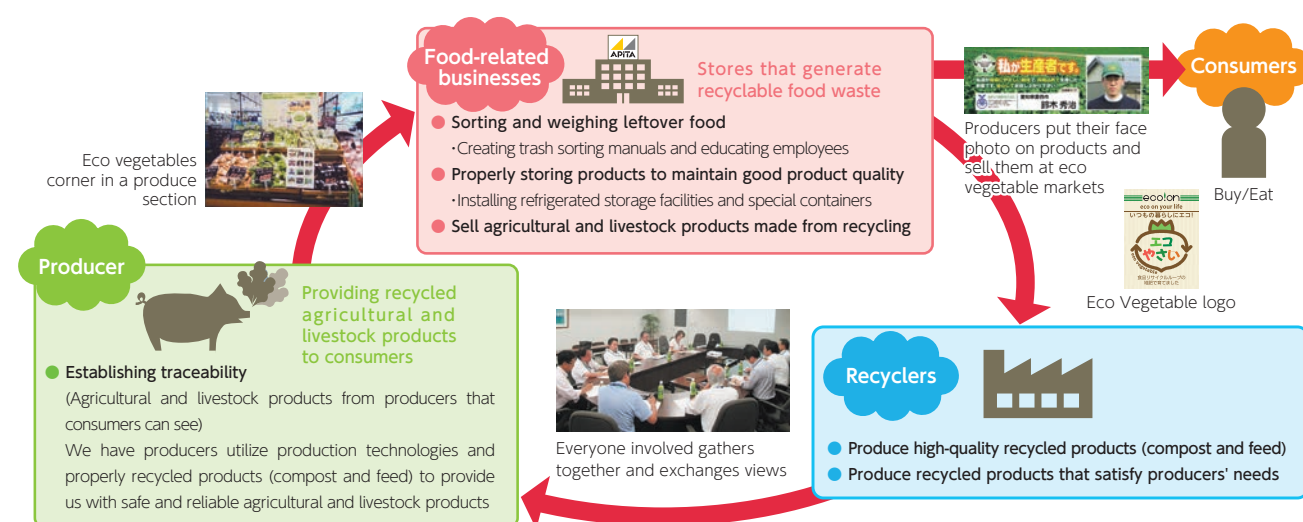 Food-related
businesses
APiTA
Stores that generate
recyclable food waste
● Sorting and weighing leftover food
・Creating trash sorting manuals and educating employees
● Properly storing products to maintain good product quality
・Installing refrigerated storage facilities and special containers
● Sell agricultural and livestock products made from recycling
私が生産者です。
鈴木 秀治
Producers put their face
photo on products and
sell them at eco
vegetable markets
Consumers
Buy/Eat
eco!on
eco on your life
いつもの暮らしにエコ!
エコ
やさい
Eco Vegetable logo
Eco vegetables
corner in a produce
section
Producer
Providing recycled
agricultural and
livestock products
to consumers
● Establishing traceability
(Agricultural and livestock products from producers that
consumers can see)
We have producers utilize production technologies and
properly recycled products (compost and feed) to provide
us with safe and reliable agricultural and livestock products
Everyone involved gathers
together and exchanges views
Recyclers
● Produce high-quality recycled products (compost and feed)
● Produce recycled products that satisfy producers' needs